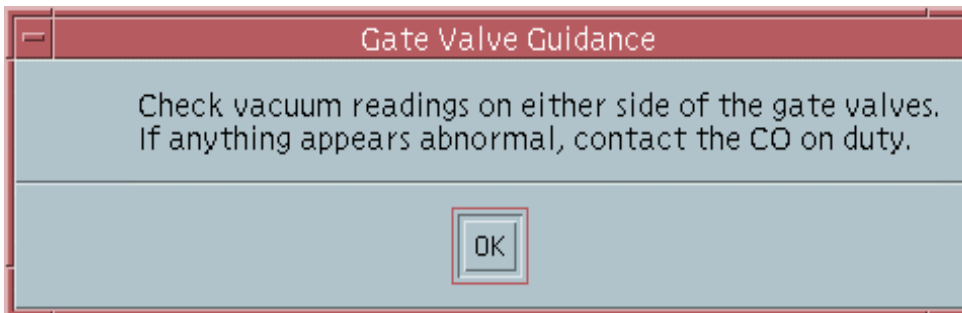 Gate Valve Guidance
Check vacuum readings on either side of the gate valves.
If anything appears abnormal, contact the CO on duty.
OK